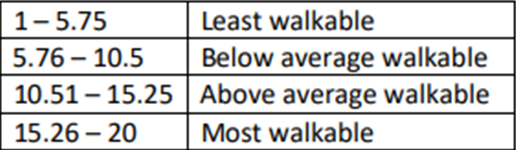 1 – 5.75 Least walkable
5.76 – 10.5 Below average walkable
10.51 – 15.25 Above average walkable
15.26 – 20 Most walkable